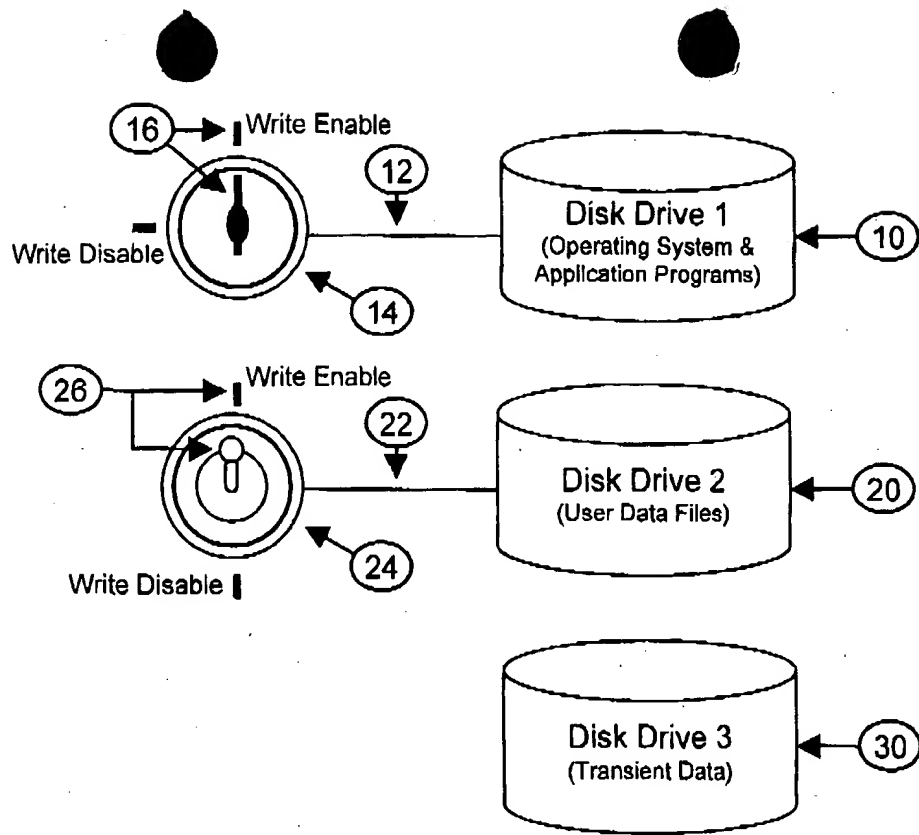 16
Write Enable
12
Disk Drive 1
(Operating System &
Application Programs)
10
Write Disable
14
26
Write Enable
22
Disk Drive 2
(User Data Files)
20
24
Write Disable
Disk Drive 3
(Transient Data)
30